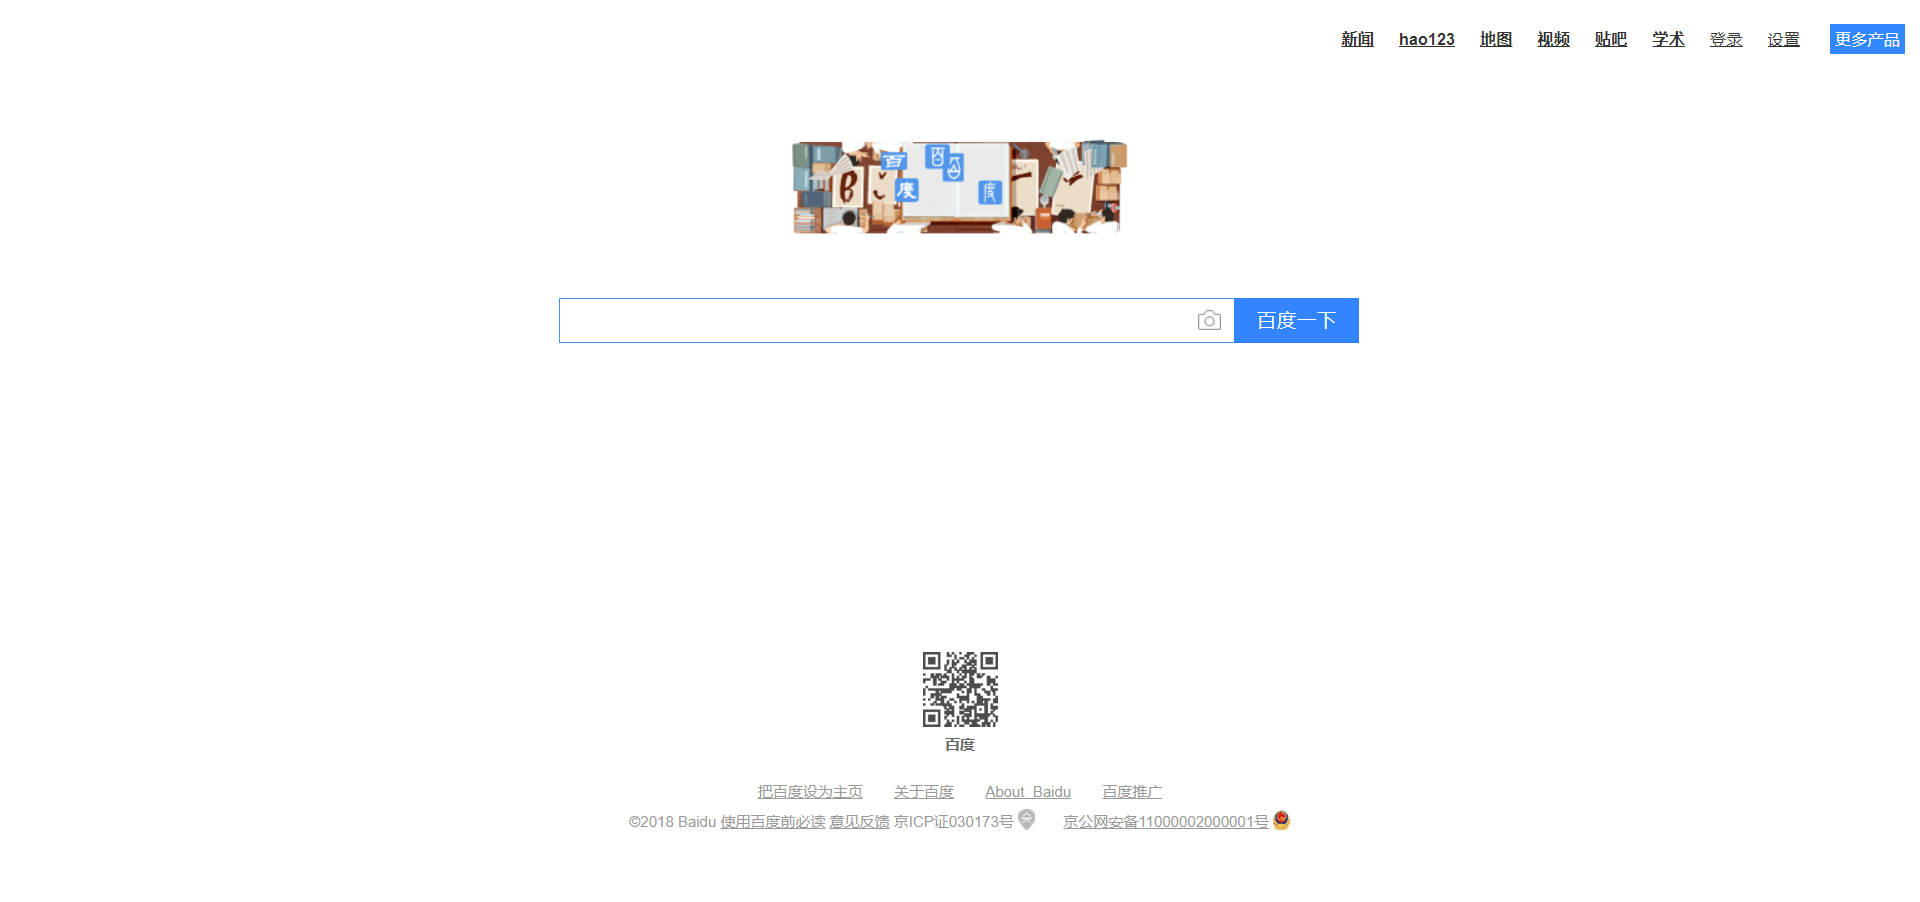 新闻 hao123 地图 视频 贴吧 学术 登录 设置 更多产品
百
度
度
百度一下
百度
把百度设为主页 关于百度 About Baidu 百度推广
©2018 Baidu 使用百度前必读 意见反馈 京ICP证030173号 京公网安备11000002000001号